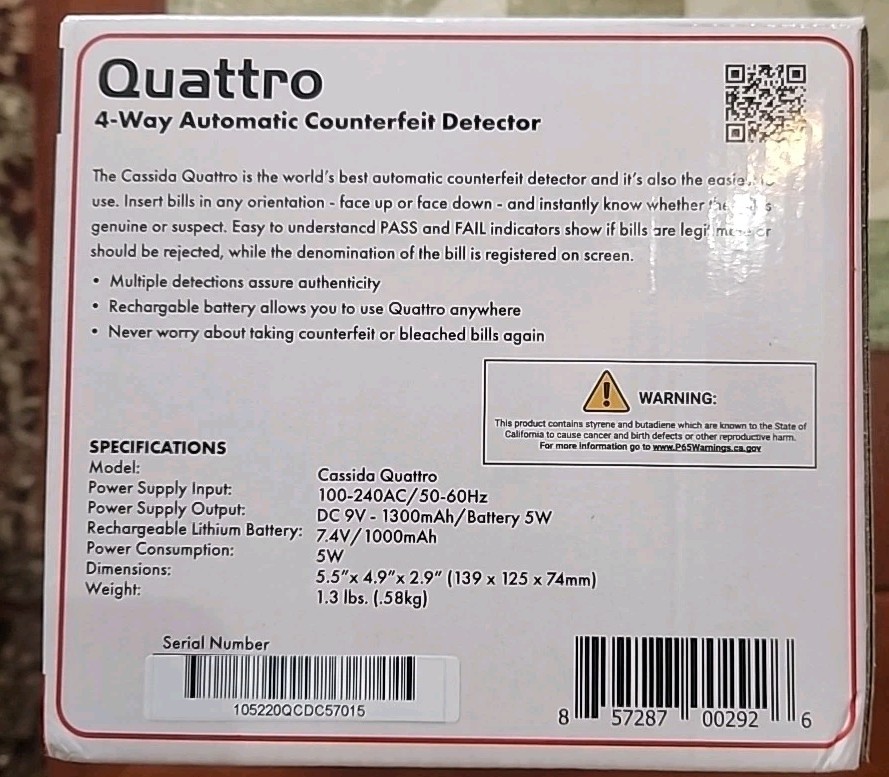 Quattro
4-Way Automatic Counterfeit Detector
The Cassida Quattro is the world's best automatic counterfeit detector and it's also the
use. Insert bills in any orientation - face up or face down - and instantly know whether
genuine or suspect. Easy to understancd PASS and FAIL indicators show if bills are
should be rejected, while the denomination of the bill is registered on screen.
• Multiple detections assure authenticity
• Rechargable battery allows you to use Quattro anywhere
• Never worry about taking counterfeit or bleached bills again
WARNING:
This product contains styrene and butadiene which are known to the State of
California to cause cancer and birth defects or other reproductive harm.
For more information go to www.P65Warnings.ca.gov
SPECIFICATIONS
Model: Cassida Quattro
Power Supply Input: 100-240AC/50-60Hz
Power Supply Output: DC 9V - 1300mAh/Battery 5W
Rechargeable Lithium Battery: 7.4V/1000mAh
Power Consumption: 5W
Dimensions: 5.5"x 4.9"x 2.9" (139 x 125 x 74mm)
Weight: 1.3 lbs. (.58kg)
Serial Number
105220QCDC57015
8 57287 00292 6